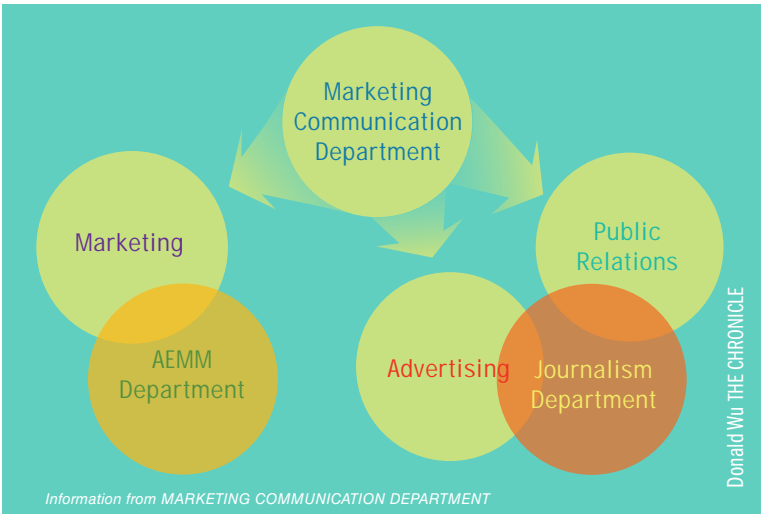 Marketing
Communication
Department
Marketing
Public
Relations
AEMM
Department
Advertising
Journalism
Department
Donald Wu THE CHRONICLE
Information from MARKETING COMMUNICATION DEPARTMENT